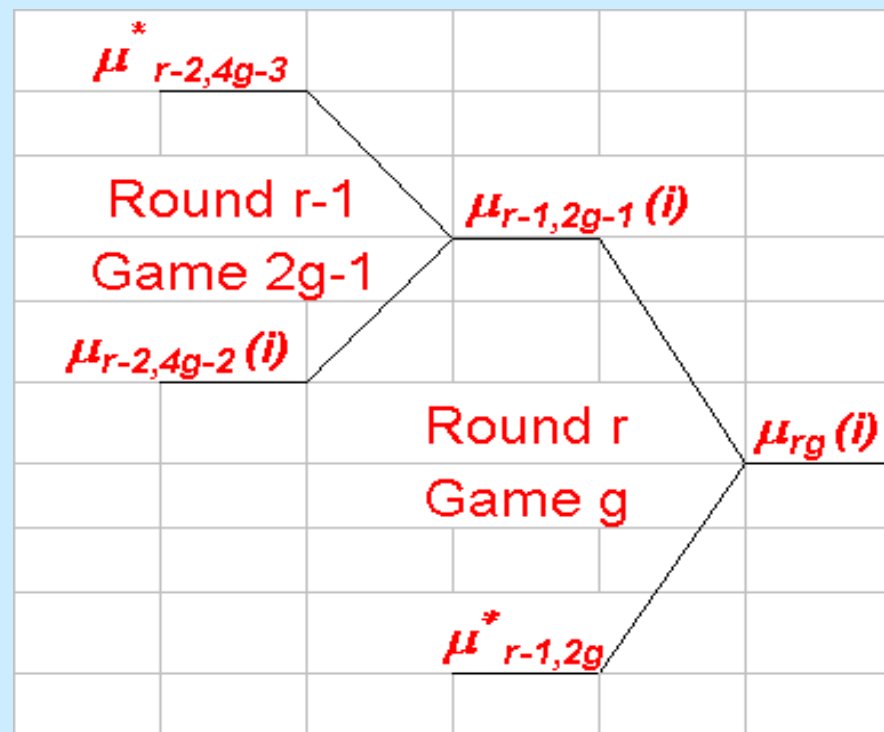 μ*r-2,4g-3
Round r-1
μr-1,2g-1(i)
Game 2g-1
μr-2,4g-2(i)
Round r
μrg(i)
Game g
μ*r-1,2g